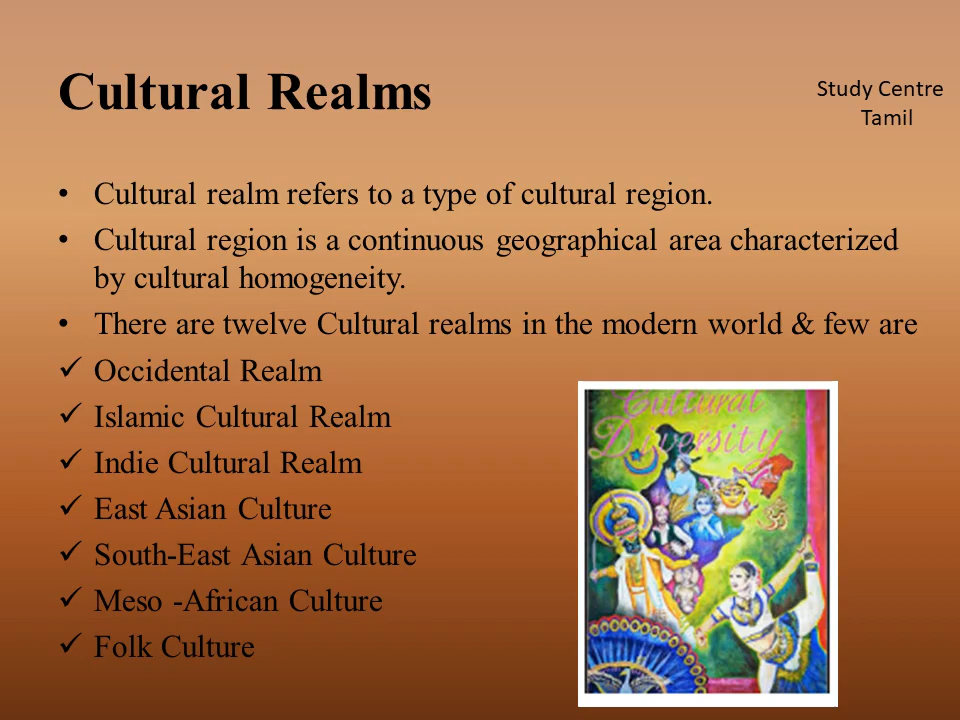 Cultural Realms
Study Centre
Tamil
• Cultural realm refers to a type of cultural region.
• Cultural region is a continuous geographical area characterized
by cultural homogeneity.
• There are twelve Cultural realms in the modern world & few are
✓ Occidental Realm
✓ Islamic Cultural Realm
✓ Indie Cultural Realm
✓ East Asian Culture
✓ South-East Asian Culture
✓ Meso -African Culture
✓ Folk Culture
Cultural
Diversity
ॐ